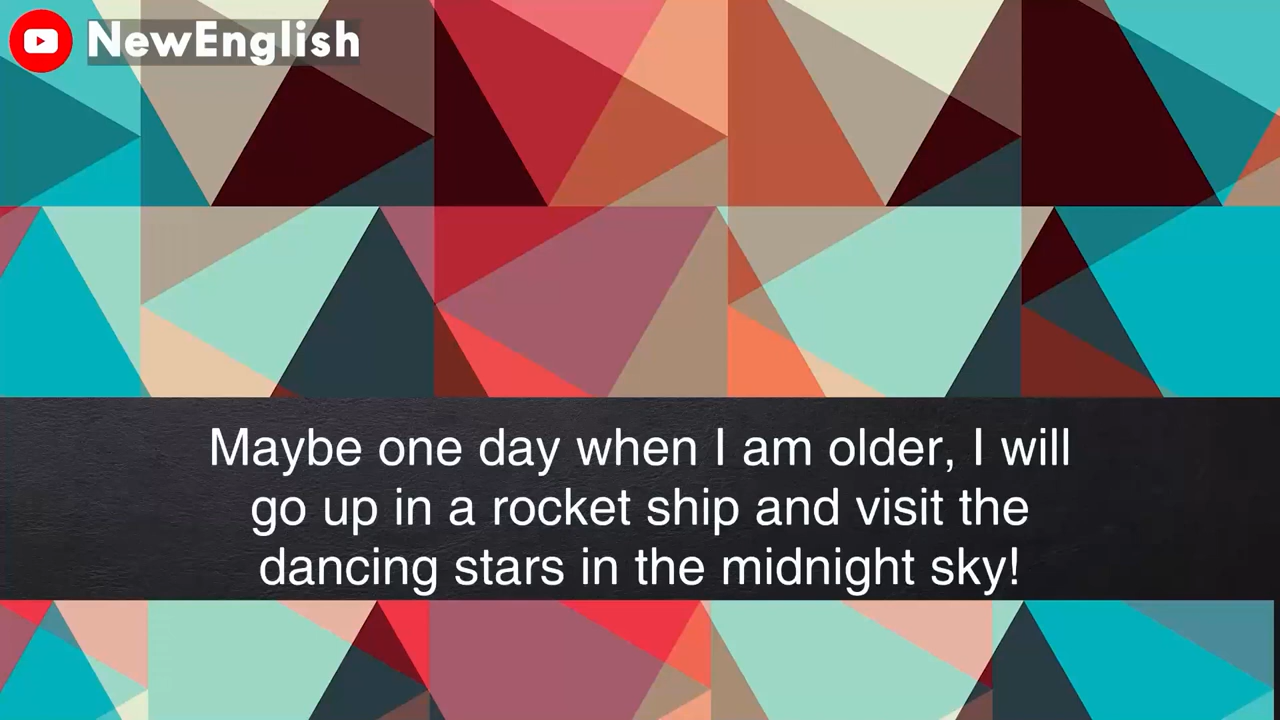 NewEnglish
Maybe one day when I am older, I will
go up in a rocket ship and visit the
dancing stars in the midnight sky!